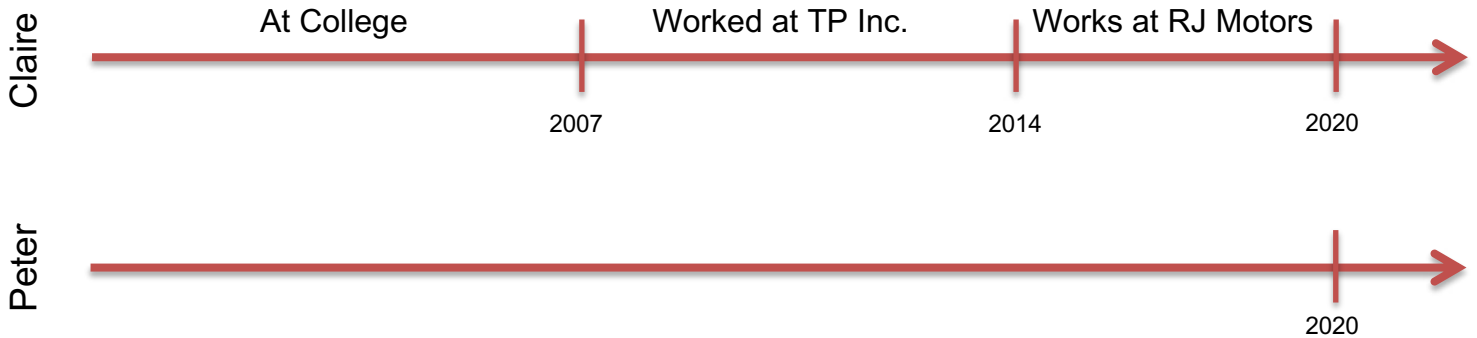 Claire
At College
Worked at TP Inc.
Works at RJ Motors
2007
2014
2020
Peter
2020